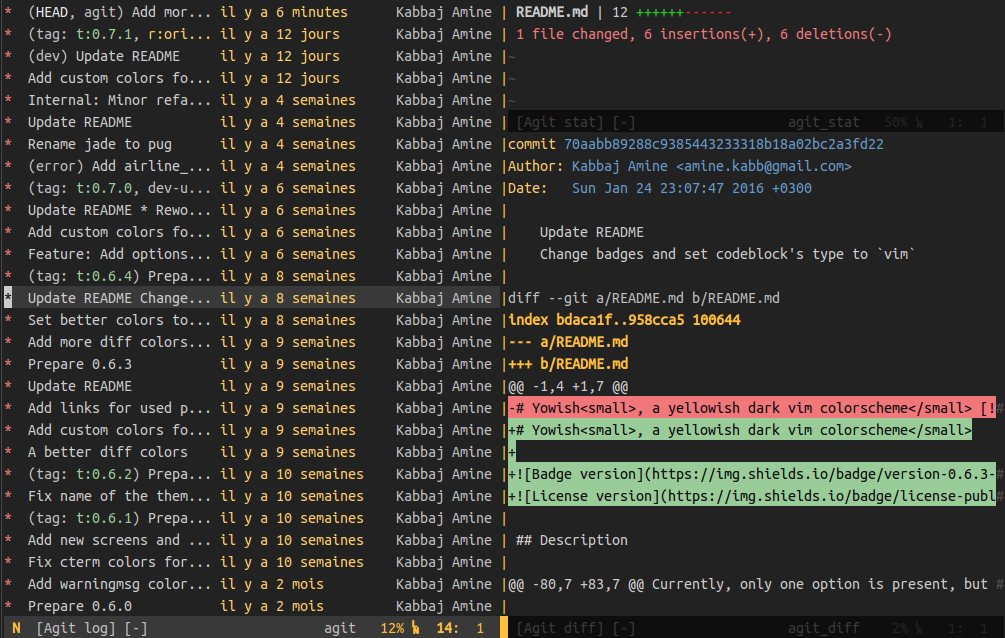 * (HEAD, agit) Add mor... il y a 6 minutes Kabbaj Amine
* (tag: t:0.7.1, r:ori... il y a 12 jours Kabbaj Amine
* (dev) Update README il y a 12 jours Kabbaj Amine
* Add custom colors fo... il y a 12 jours Kabbaj Amine
* Internal: Minor refa... il y a 4 semaines Kabbaj Amine
* Update README il y a 4 semaines Kabbaj Amine
* Rename jade to pug il y a 4 semaines Kabbaj Amine
* (error) Add airline_... il y a 4 semaines Kabbaj Amine
* (tag: t:0.7.0, dev-u... il y a 6 semaines Kabbaj Amine
* Update README * Rewo... il y a 6 semaines Kabbaj Amine
* Add custom colors fo... il y a 6 semaines Kabbaj Amine
* Feature: Add options... il y a 6 semaines Kabbaj Amine
* (tag: t:0.6.4) Prepa... il y a 8 semaines Kabbaj Amine
* Update README Change... il y a 8 semaines Kabbaj Amine
* Set better colors to... il y a 8 semaines Kabbaj Amine
* Add more diff colors... il y a 9 semaines Kabbaj Amine
* Prepare 0.6.3 il y a 9 semaines Kabbaj Amine
* Update README il y a 9 semaines Kabbaj Amine
* Add links for used p... il y a 9 semaines Kabbaj Amine
* Add custom colors fo... il y a 9 semaines Kabbaj Amine
* A better diff colors il y a 9 semaines Kabbaj Amine
* (tag: t:0.6.2) Prepa... il y a 10 semaines Kabbaj Amine
* Fix name of the them... il y a 10 semaines Kabbaj Amine
* (tag: t:0.6.1) Prepa... il y a 10 semaines Kabbaj Amine
* Add new screens and ... il y a 10 semaines Kabbaj Amine
* Fix cterm colors for... il y a 10 semaines Kabbaj Amine
* Add warningmsg color... il y a 2 mois Kabbaj Amine
* Prepare 0.6.0 il y a 2 mois Kabbaj Amine
N [Agit log] [-] agit 12% 14: 1
README.md | 12 ++++++------
1 file changed, 6 insertions(+), 6 deletions(-)
~
~
~
[Agit stat] [-] agit_stat 50% 1: 1
commit 70aabb89288c9385443233318b18a02bc2a3fd22
Author: Kabbaj Amine <amine.kabb@gmail.com>
Date: Sun Jan 24 23:07:47 2016 +0300
Update README
Change badges and set codeblock's type to `vim`
diff --git a/README.md b/README.md
index bdaca1f..958cca5 100644
--- a/README.md
+++ b/README.md
@@ -1,4 +1,7 @@
-# Yowish<small>, a yellowish dark vim colorscheme</small> [!#
+# Yowish<small>, a yellowish dark vim colorscheme</small>
+
+![Badge version](https://img.shields.io/badge/version-0.6.3-#
+![License version](https://img.shields.io/badge/license-publ#
## Description
@@ -80,7 +83,7 @@ Currently, only one option is present, but #
[Agit diff] [-] agit_diff 2% 1: 1